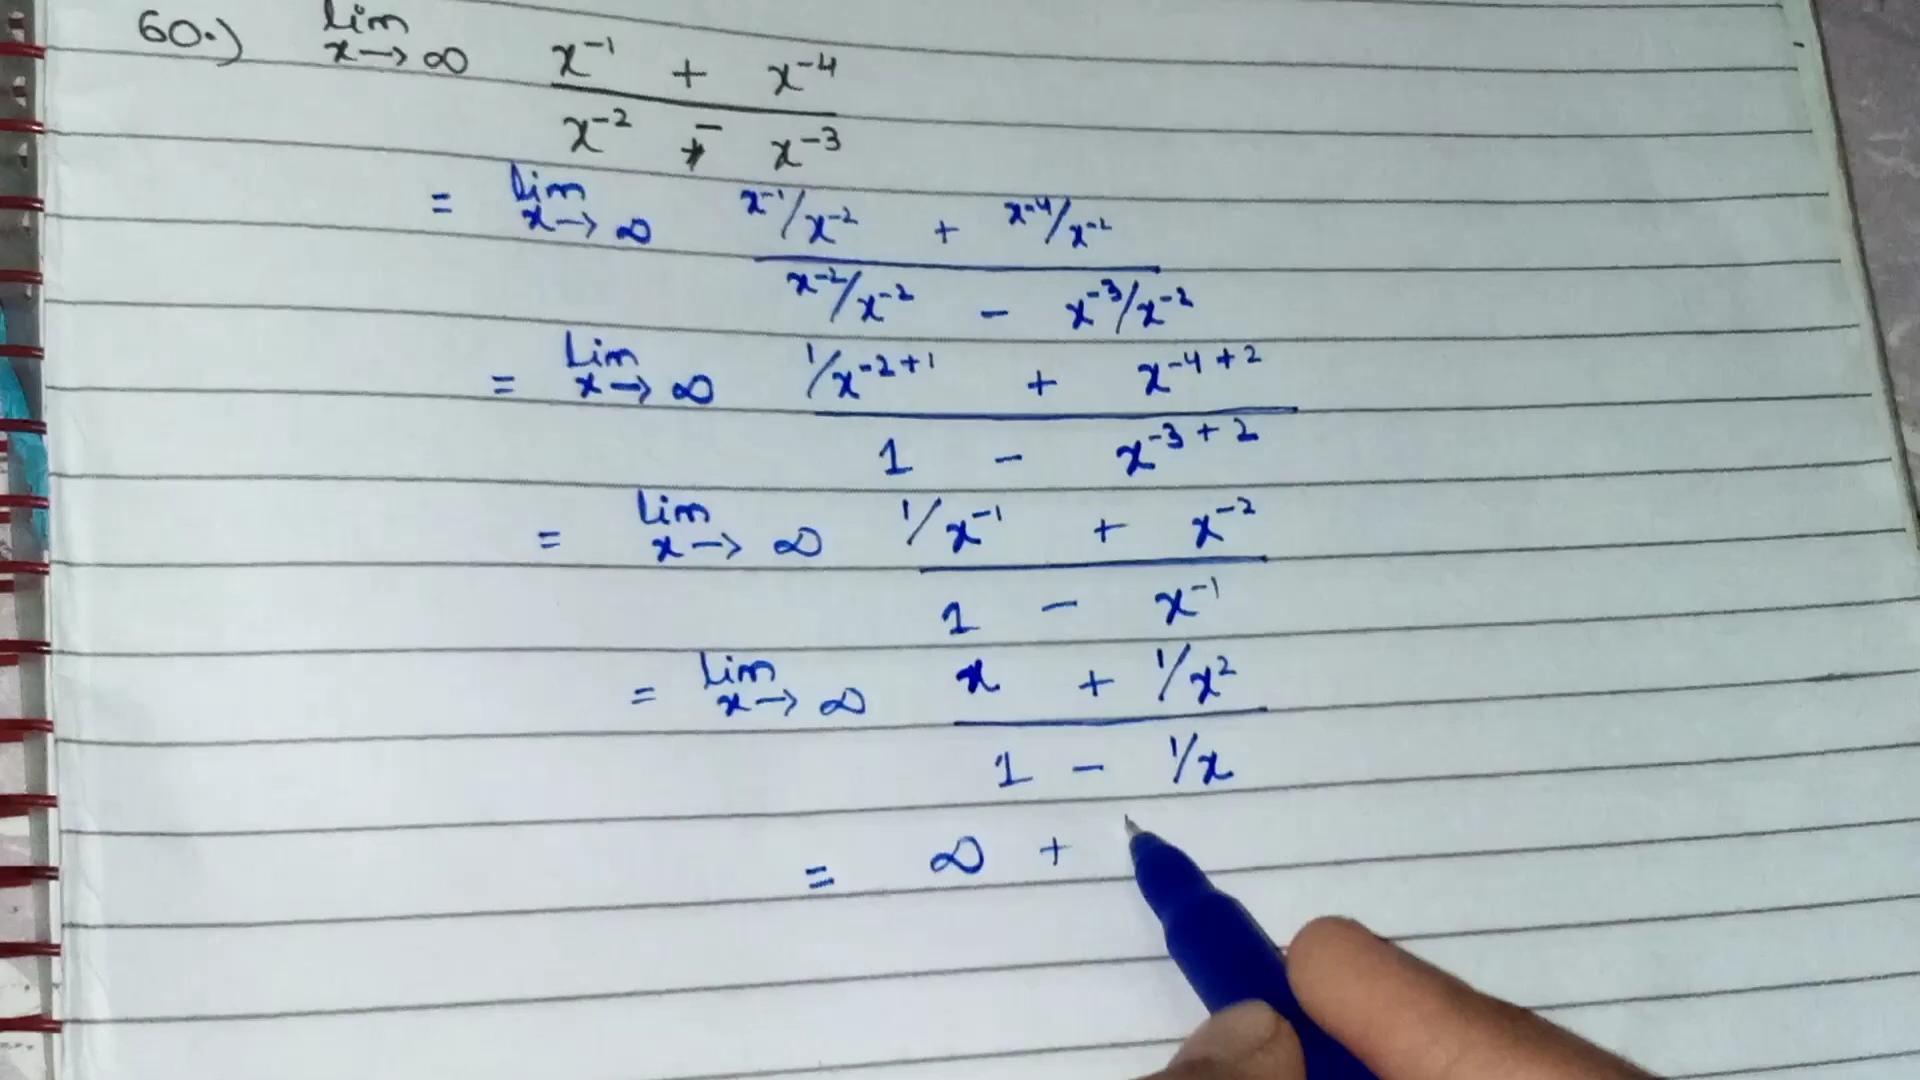 60.) lim x→∞ x⁻¹ + x⁻⁴ / x⁻² - x⁻³
= lim x→∞ x⁻¹/x⁻² + x⁻⁴/x⁻² / x⁻²/x⁻² - x⁻³/x⁻²
= Lim x→∞ 1/x⁻²⁺¹ + x⁻⁴⁺² / 1 - x⁻³⁺²
= Lim x→∞ 1/x⁻¹ + x⁻² / 1 - x⁻¹
= Lim x→∞ x + 1/x² / 1 - 1/x
= ∞ +